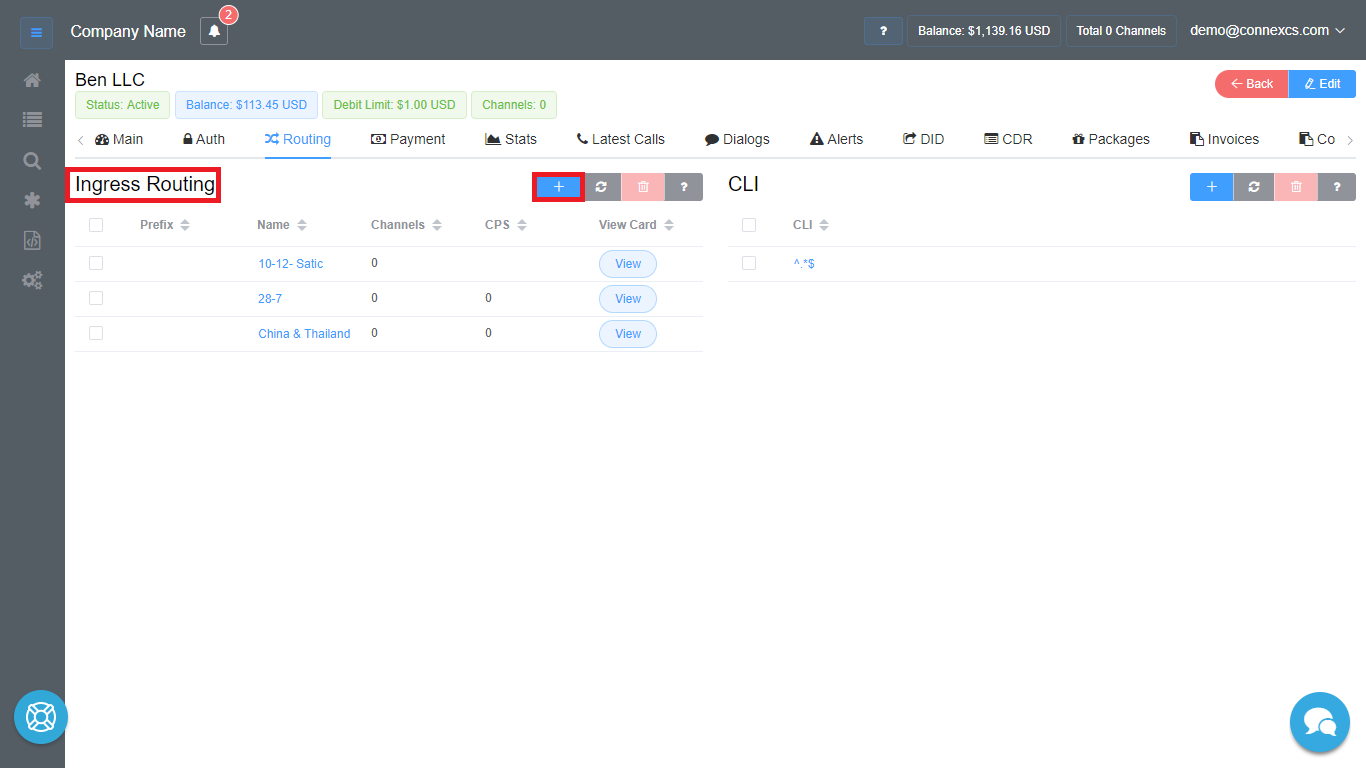 Company Name
2
?
Balance: $1,139.16 USD
Total 0 Channels
demo@connexcs.com
Ben LLC
Back
Edit
Status: Active
Balance: $113.45 USD
Debit Limit: $1.00 USD
Channels: 0
Main
Auth
Routing
Payment
Stats
Latest Calls
Dialogs
Alerts
DID
CDR
Packages
Invoices
Co
Ingress Routing
+
?
CLI
+
?
Prefix
Name
Channels
CPS
View Card
CLI
10-12- Satic
0
View
^.*$
28-7
0
0
View
China & Thailand
0
0
View